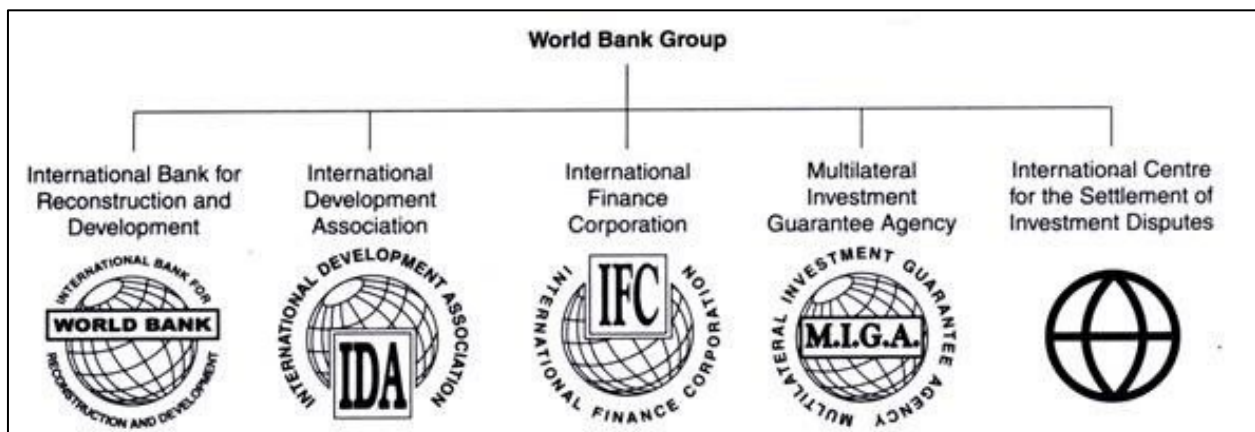 World Bank Group
International Bank for
Reconstruction and
Development
International
Development
Association
International
Finance
Corporation
Multilateral
Investment
Guarantee Agency
International Centre
for the Settlement of
Investment Disputes
INTERNATIONAL BANK FOR
WORLD BANK
RECONSTRUCTION AND DEVELOPMENT
INTERNATIONAL DEVELOPMENT ASSOCIATION
IDA
IFC
INTERNATIONAL FINANCE CORPORATION
MULTILATERAL INVESTMENT GUARANTEE AGENCY
M.I.G.A.